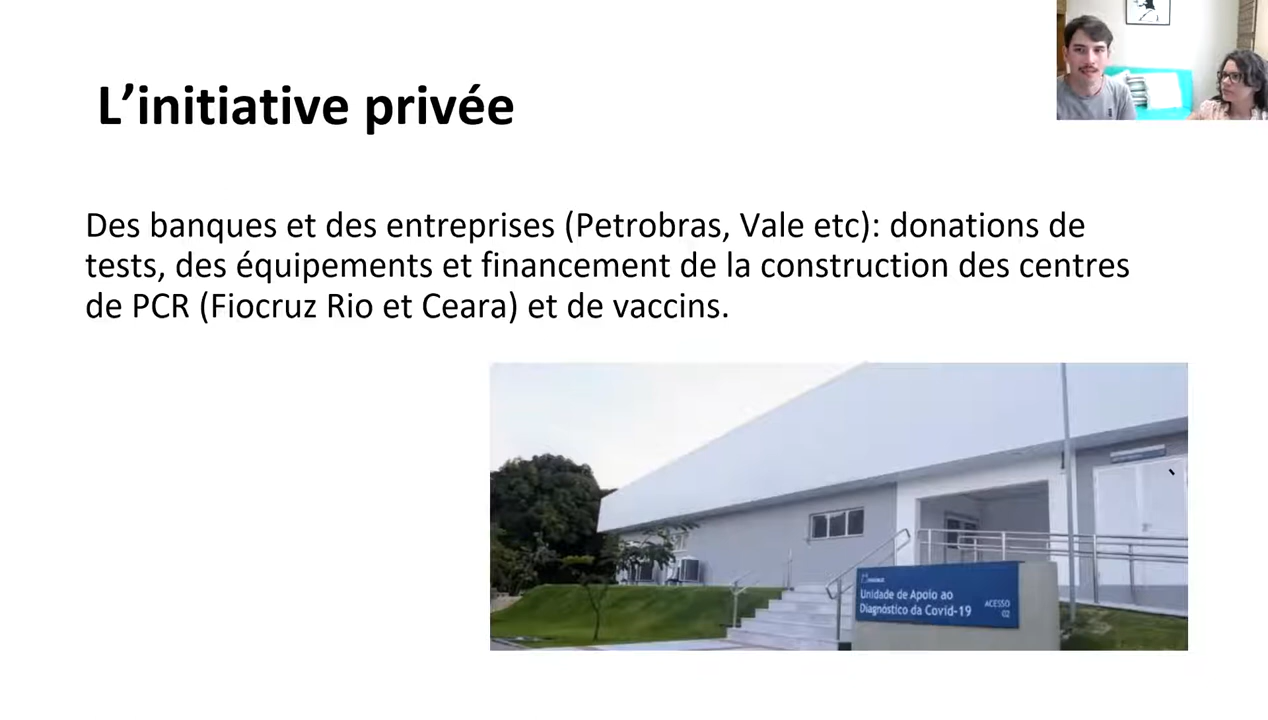 L’initiative privée
Des banques et des entreprises (Petrobras, Vale etc): donations de
tests, des équipements et financement de la construction des centres
de PCR (Fiocruz Rio et Ceara) et de vaccins.
Unidade de Apoio ao
Diagnóstico da Covid-19
ACESSO
02